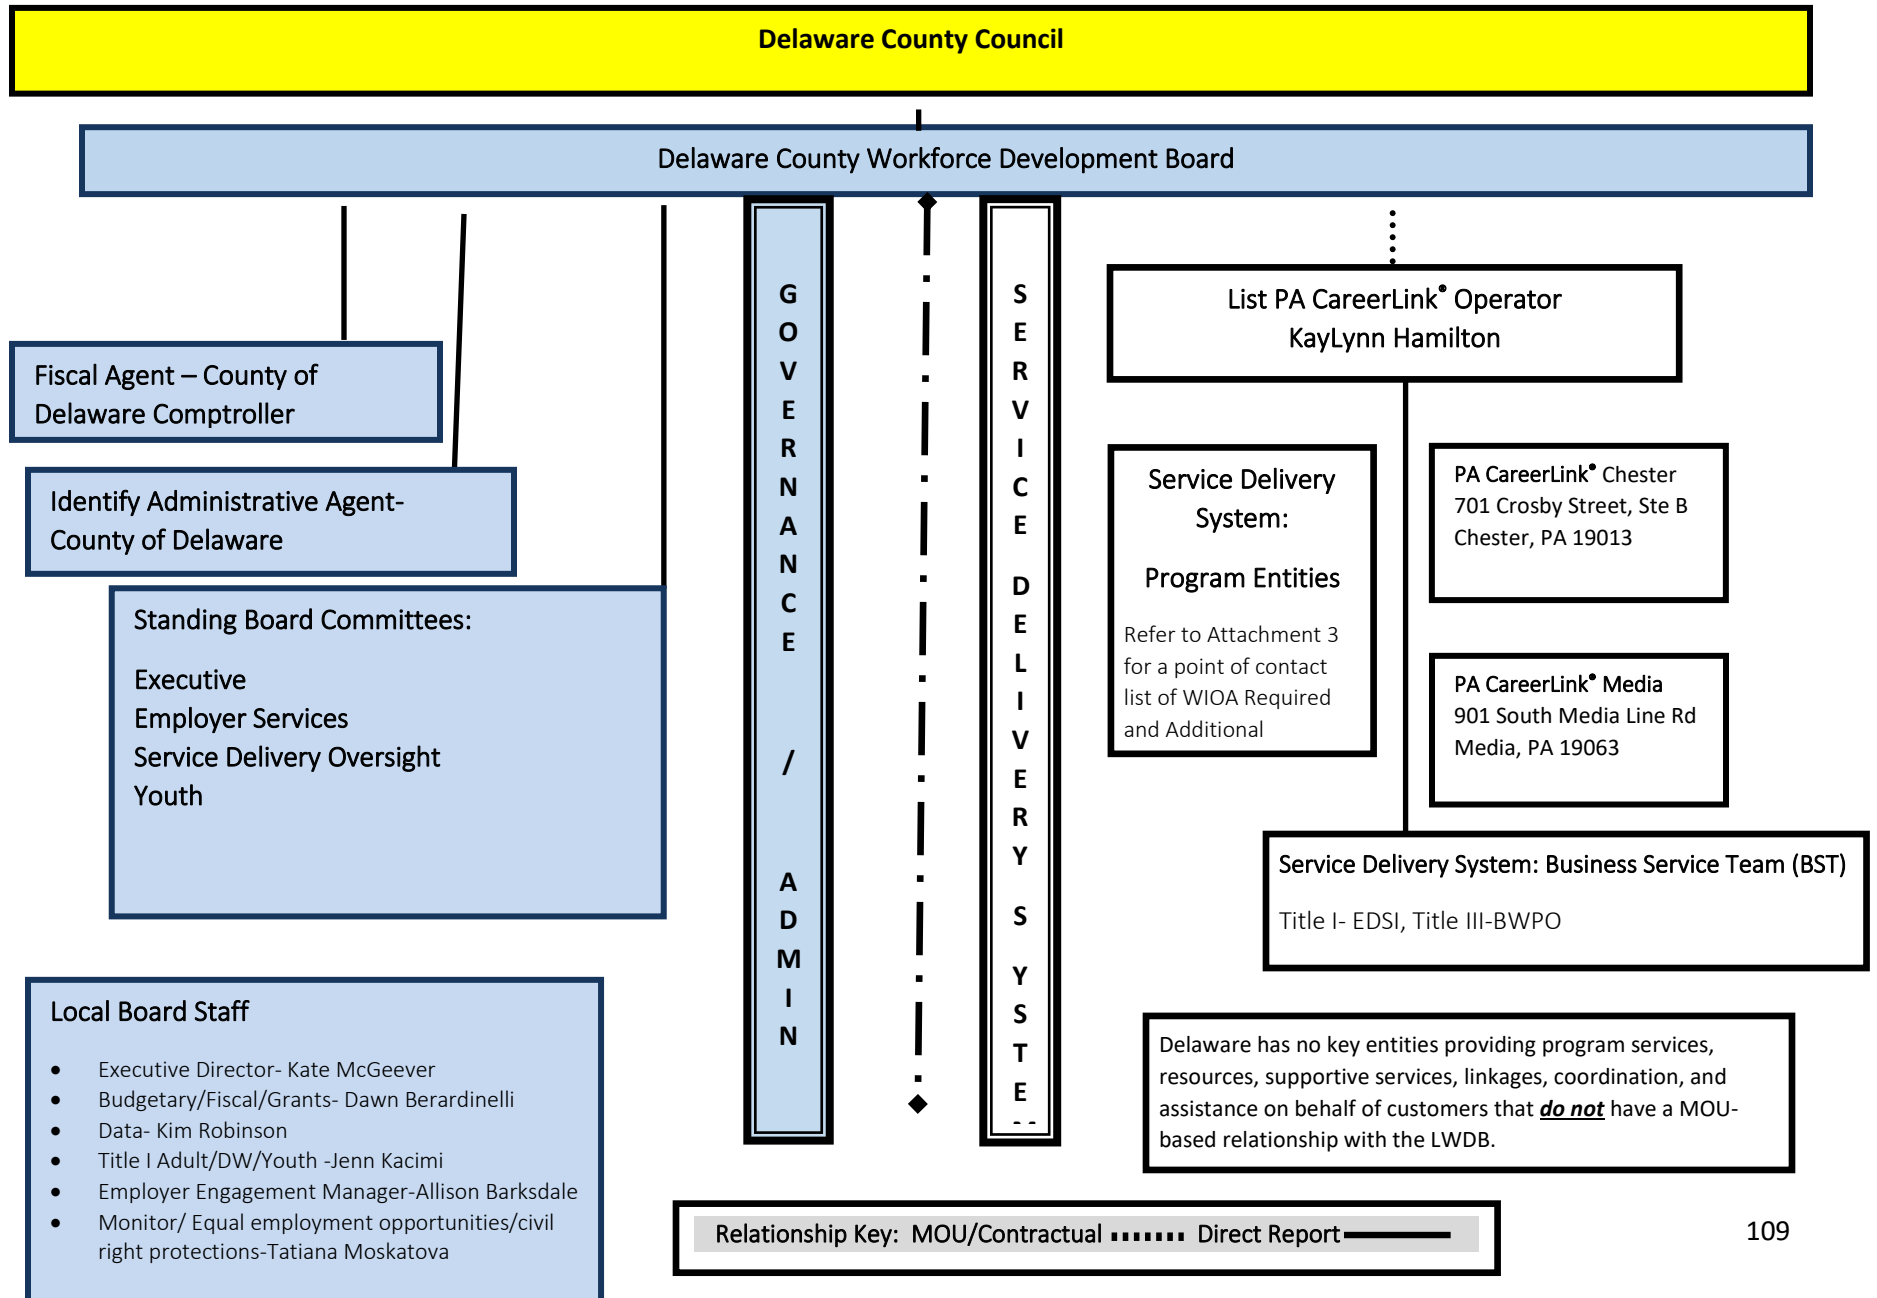 Delaware County Council
Delaware County Workforce Development Board
Fiscal Agent – County of
Delaware Comptroller
Identify Administrative Agent-
County of Delaware
Standing Board Committees:
Executive
Employer Services
Service Delivery Oversight
Youth
Local Board Staff
• Executive Director- Kate McGeever
• Budgetary/Fiscal/Grants- Dawn Berardinelli
• Data- Kim Robinson
• Title I Adult/DW/Youth -Jenn Kacimi
• Employer Engagement Manager-Allison Barksdale
• Monitor/ Equal employment opportunities/civil
right protections-Tatiana Moskatova
GOVERNANCE / ADMIN
SERVICE DELIVERY S YSTE
List PA CareerLink® Operator
KayLynn Hamilton
Service Delivery
System:
Program Entities
Refer to Attachment 3
for a point of contact
list of WIOA Required
and Additional
PA CareerLink® Chester
701 Crosby Street, Ste B
Chester, PA 19013
PA CareerLink® Media
901 South Media Line Rd
Media, PA 19063
Service Delivery System: Business Service Team (BST)
Title I- EDSI, Title III-BWPO
Delaware has no key entities providing program services,
resources, supportive services, linkages, coordination, and
assistance on behalf of customers that do not have a MOU-
based relationship with the LWDB.
Relationship Key: MOU/Contractual Direct Report
109